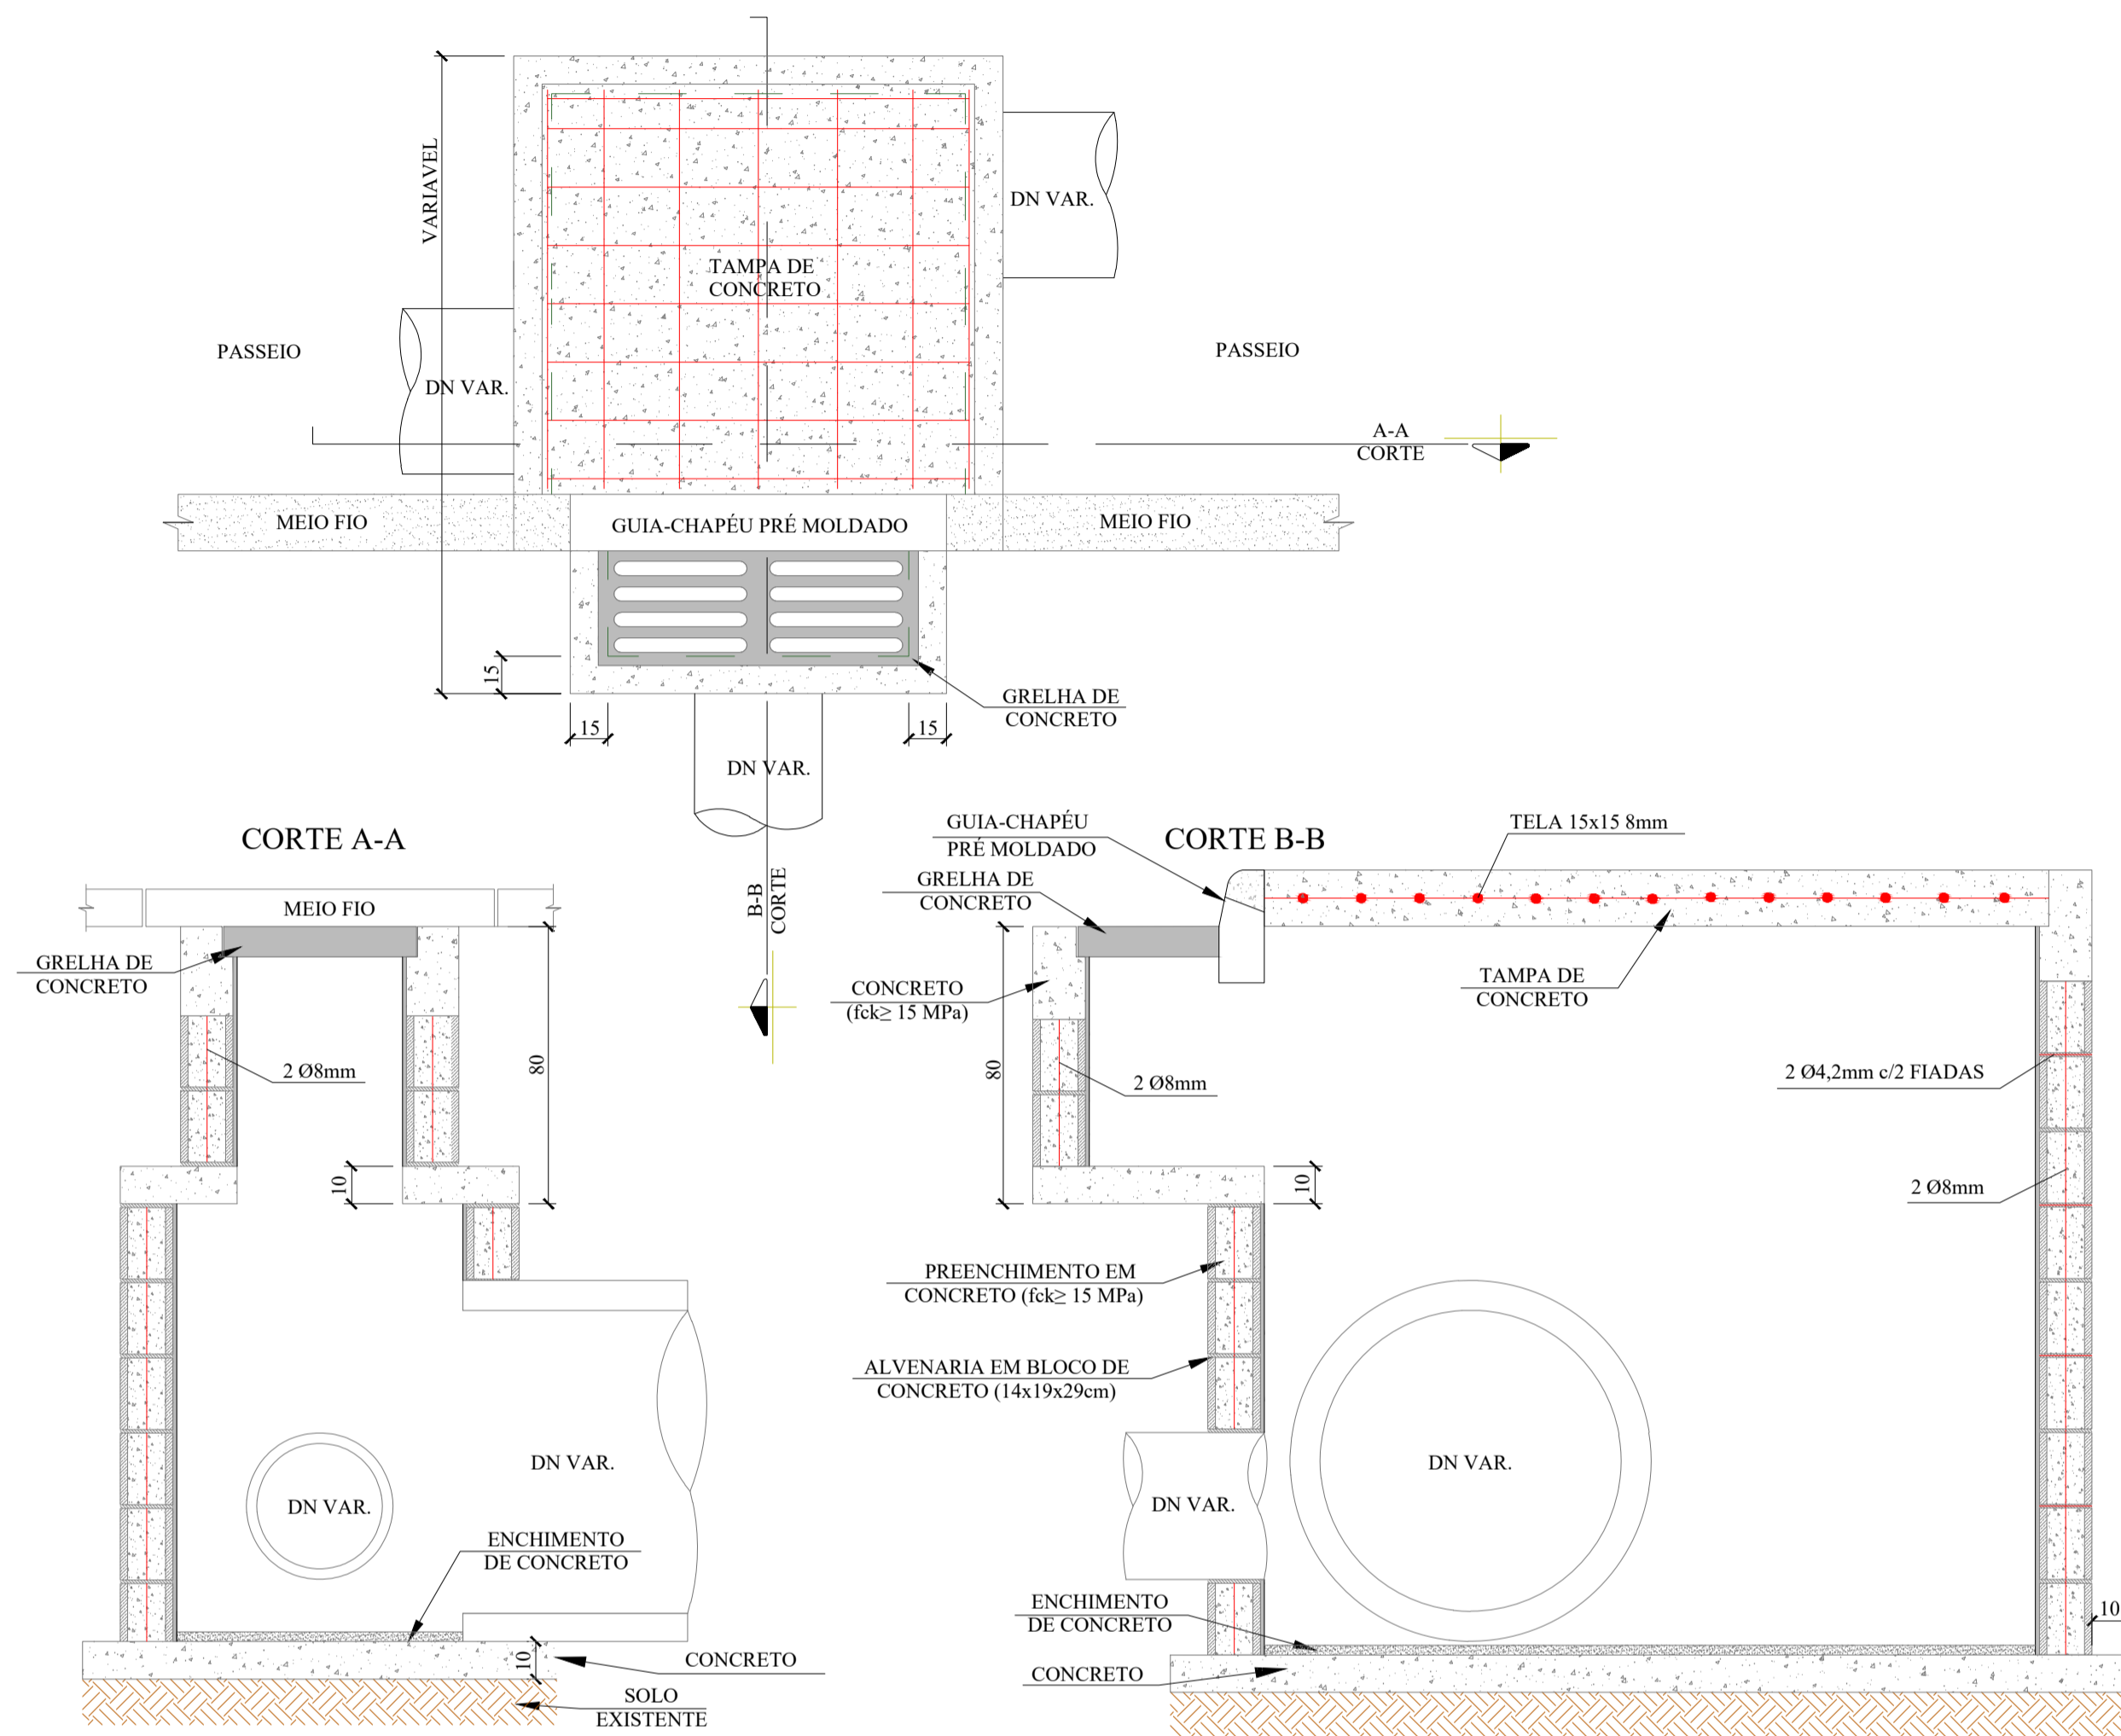 VARIAVEL
DN VAR.
TAMPA DE
CONCRETO
PASSEIO
PASSEIO
DN VAR.
A-A
CORTE
MEIO FIO
GUIA-CHAPÉU PRÉ MOLDADO
MEIO FIO
15
GRELHA DE
CONCRETO
15
15
DN VAR.
B-B
CORTE
CORTE A-A
MEIO FIO
GRELHA DE
CONCRETO
2 Ø8mm
80
10
DN VAR.
DN VAR.
ENCHIMENTO
DE CONCRETO
10
CONCRETO
SOLO
EXISTENTE
CORTE B-B
GUIA-CHAPÉU
PRÉ MOLDADO
TELA 15x15 8mm
GRELHA DE
CONCRETO
TAMPA DE
CONCRETO
CONCRETO
(fck≥ 15 MPa)
80
2 Ø8mm
2 Ø4,2mm c/2 FIADAS
10
2 Ø8mm
PREENCHIMENTO EM
CONCRETO (fck≥ 15 MPa)
ALVENARIA EM BLOCO DE
CONCRETO (14x19x29cm)
DN VAR.
DN VAR.
ENCHIMENTO
DE CONCRETO
10
CONCRETO